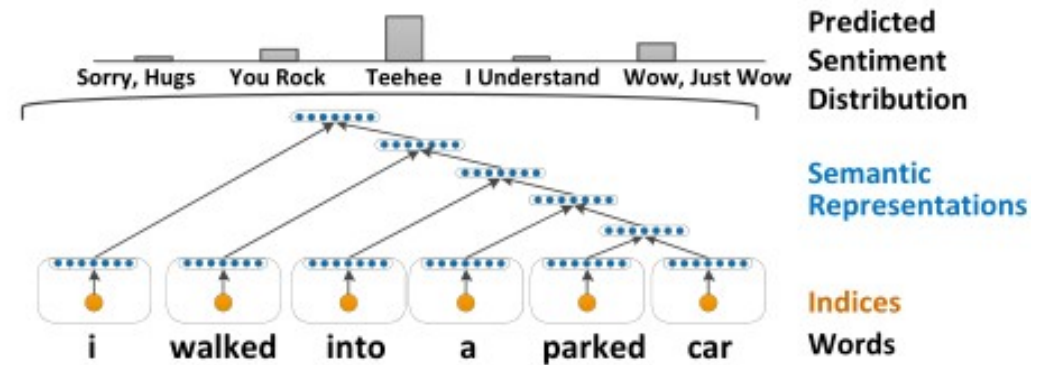 Predicted
Sentiment
Distribution
Sorry, Hugs You Rock Teehee I Understand Wow, Just Wow
Semantic
Representations
Indices
i walked into a parked car Words